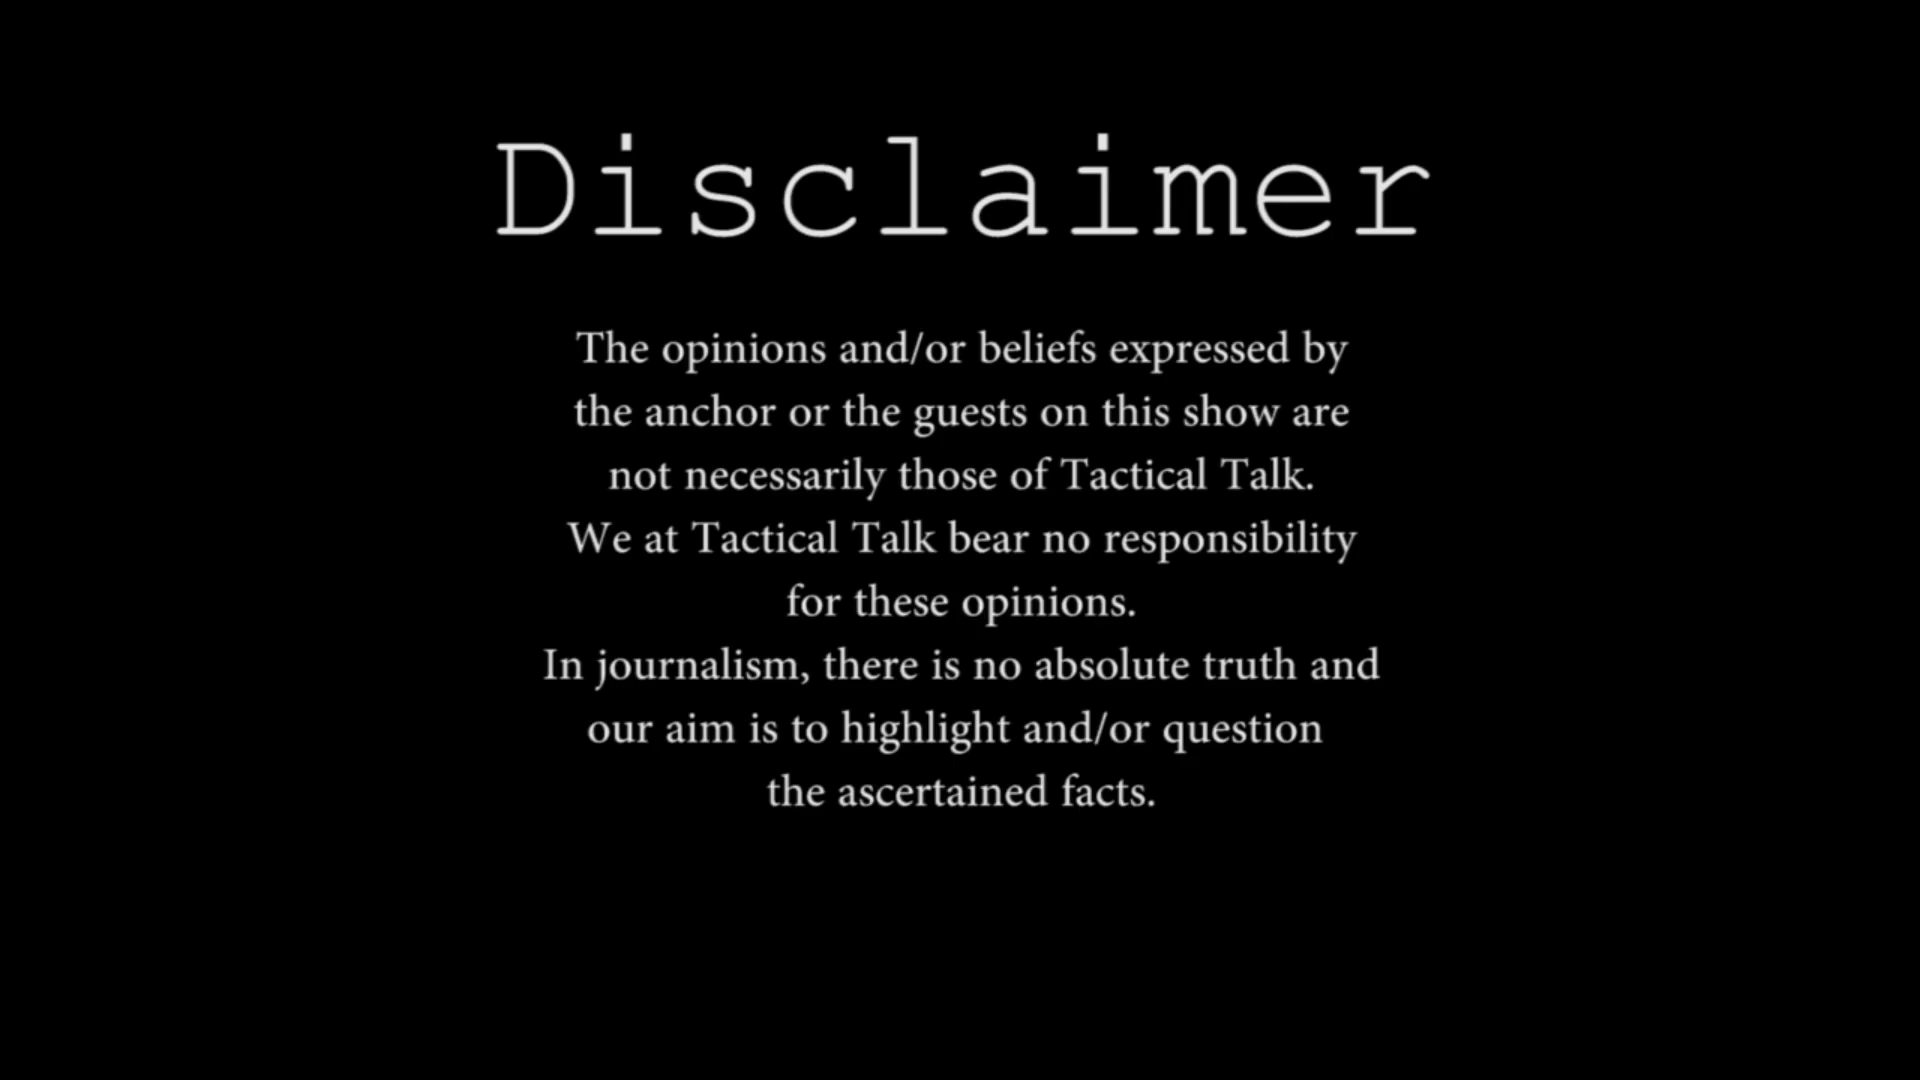 Disclaimer
The opinions and/or beliefs expressed by
the anchor or the guests on this show are
not necessarily those of Tactical Talk.
We at Tactical Talk bear no responsibility
for these opinions.
In journalism, there is no absolute truth and
our aim is to highlight and/or question
the ascertained facts.